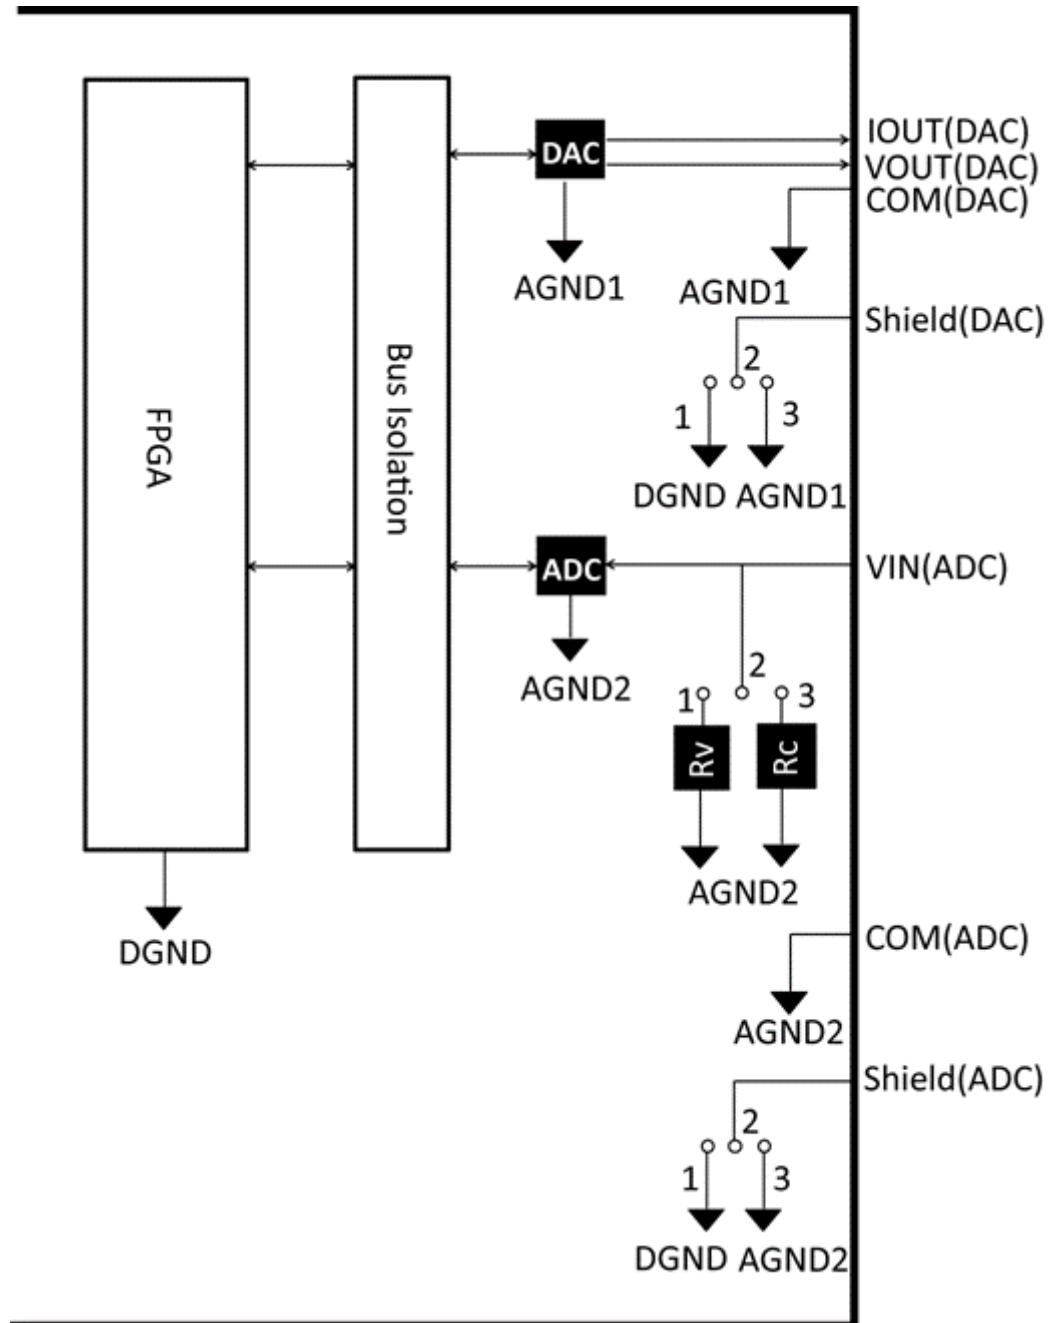 IOUT(DAC)
DAC
VOUT(DAC)
COM(DAC)
AGND1
AGND1
Shield(DAC)
2
1
3
DGND
AGND1
FPGA
Bus Isolation
ADC
VIN(ADC)
AGND2
2
1
3
Rv
Rc
AGND2
DGND
COM(ADC)
AGND2
Shield(ADC)
2
1
3
DGND
AGND2